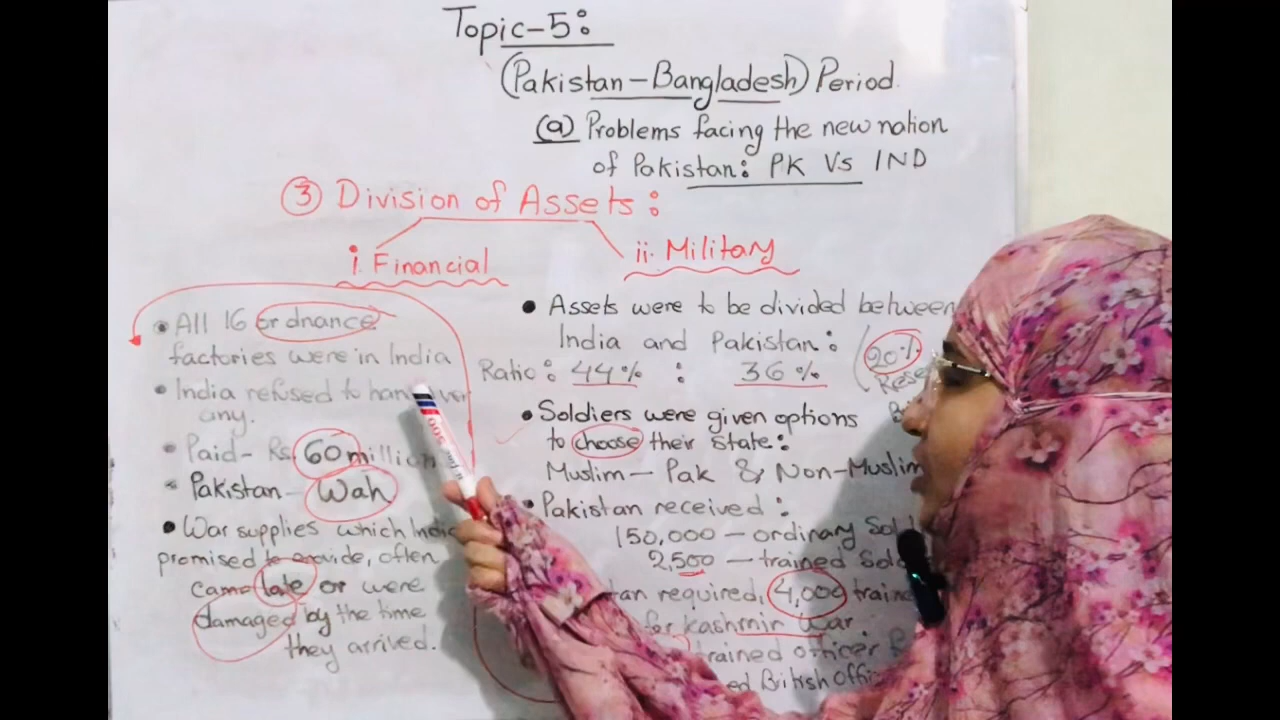 Topic-5:
(Pakistan-Bangladesh) Period
(a) Problems facing the new nation
of Pakistan: PK Vs IND
③ Division of Assets:
i. Financial
ii. Military
• All 16 ordnance
factories were in India
• India refused to
any.
• Paid- Rs. 60 million
• Pakistan- Wah
• War supplies which
promised to provide, often
came late or were
damaged by the time
they arrived.
• Assets were to be divided between
India and Pakistan:
Ratio: 44% : 36%
(20%
• Soldiers were given options
to choose their state:
Muslim- Pak & Non-Muslim
• Pakistan received:
150,000 - ordinary
2,500 - trained
required, 4,000
for Kashmir War
trained officer
British
500